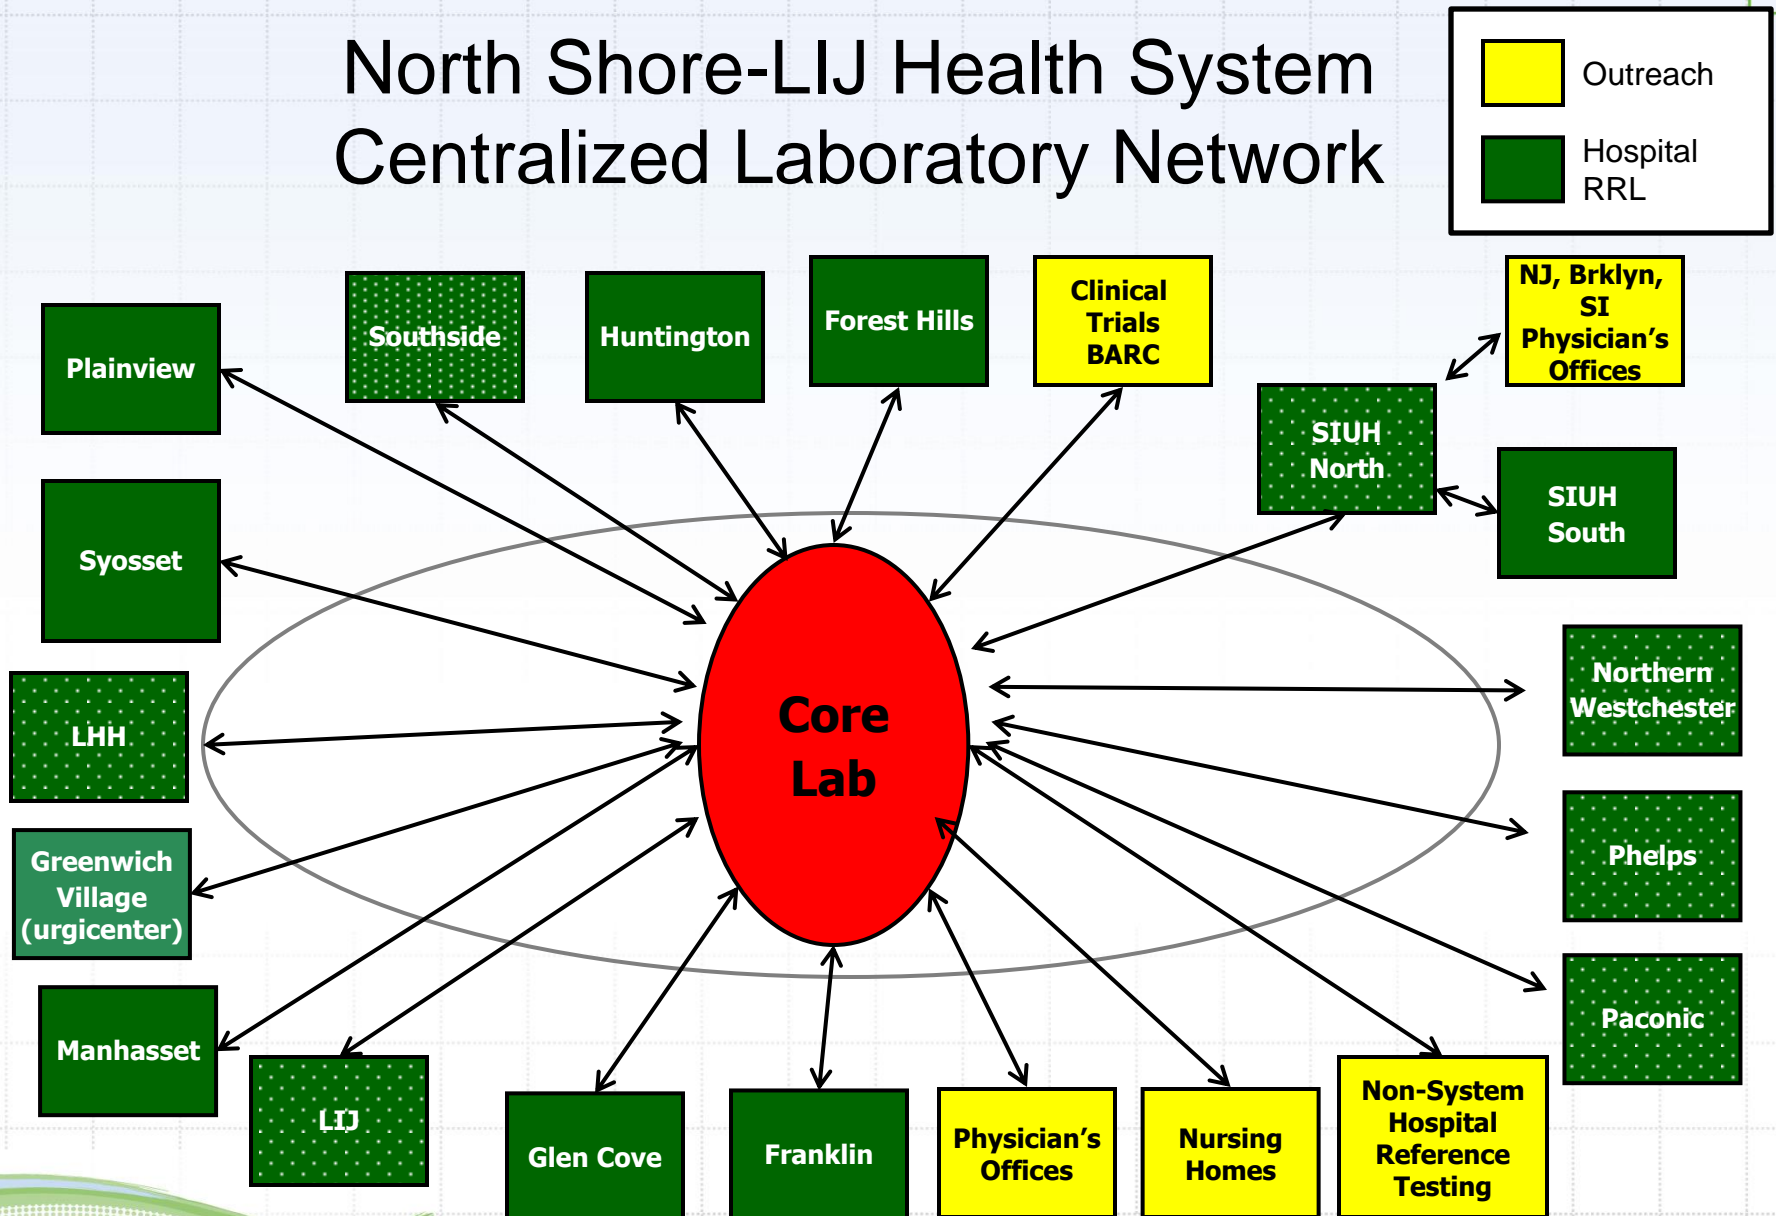 North Shore-LIJ Health System
Centralized Laboratory Network
Outreach
Hospital
RRL
Plainview
Southside
Huntington
Forest Hills
Clinical
Trials
BARC
NJ, Brklyn,
SI
Physician's
Offices
SIUH
North
SIUH
South
Syosset
LHH
Greenwich
Village
(urgicenter)
Manhasset
LIJ
Glen Cove
Franklin
Physician's
Offices
Nursing
Homes
Non-System
Hospital
Reference
Testing
Core
Lab
Northern
Westchester
Phelps
Paconic